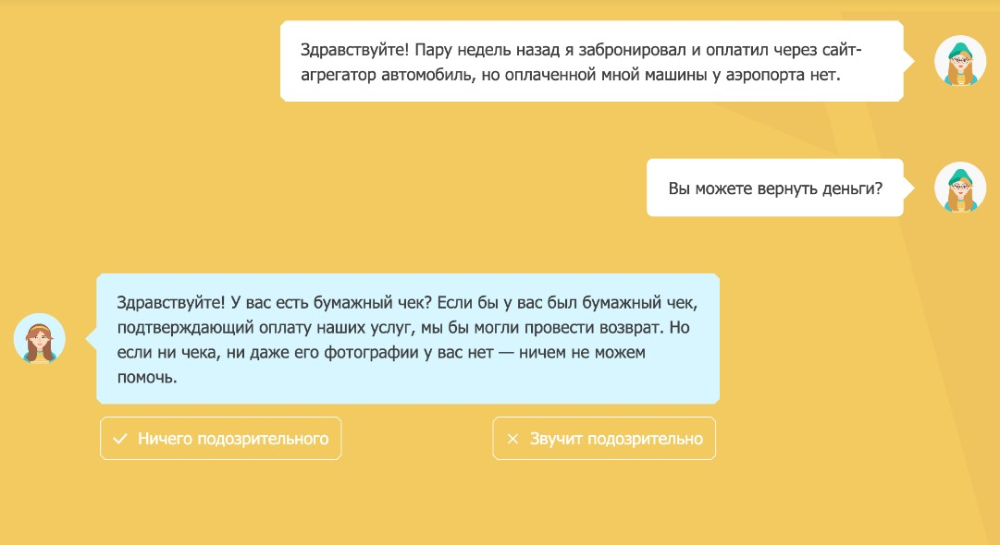 Здравствуйте! Пару недель назад я забронировал и оплатил через сайт-
агрегатор автомобиль, но оплаченной мной машины у аэропорта нет.
Вы можете вернуть деньги?
Здравствуйте! У вас есть бумажный чек? Если бы у вас был бумажный чек,
подтверждающий оплату наших услуг, мы бы могли провести возврат. Но
если ни чека, ни даже его фотографии у вас нет — ничем не можем
помочь.
Ничего подозрительного
Звучит подозрительно